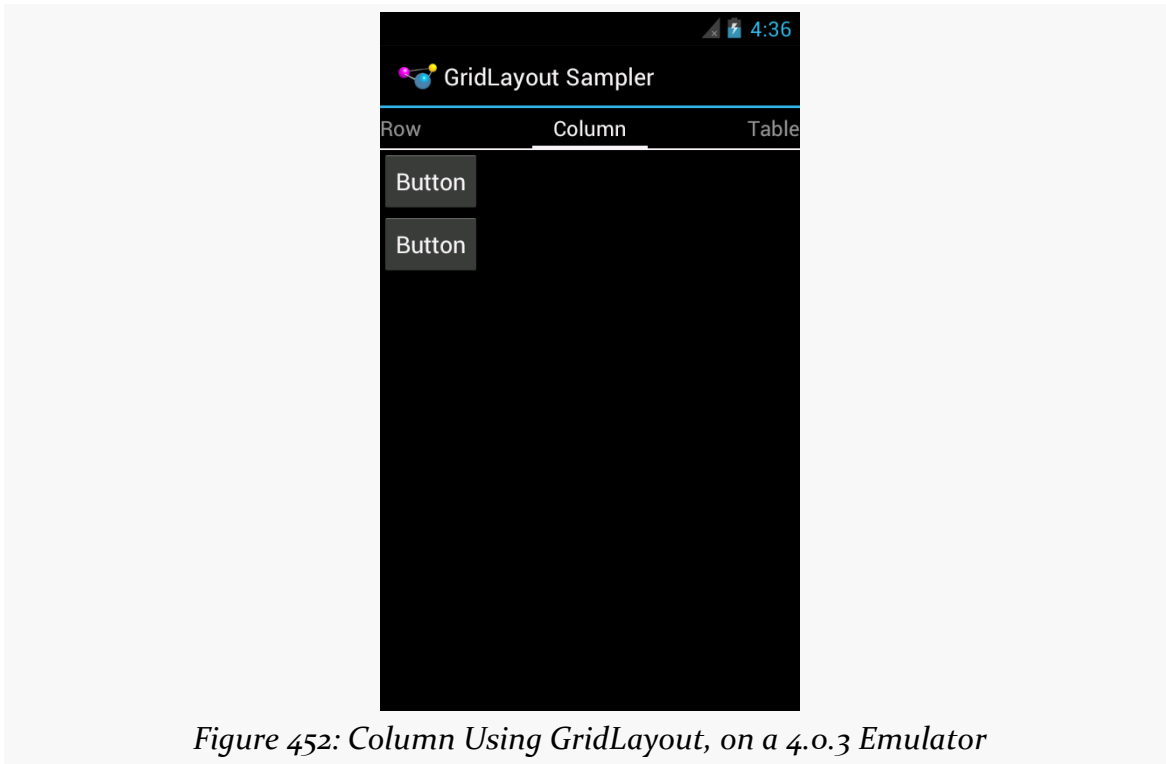 4:36
GridLayout Sampler
Row Column Table
Button
Button
Figure 452: Column Using GridLayout, on a 4.0.3 Emulator